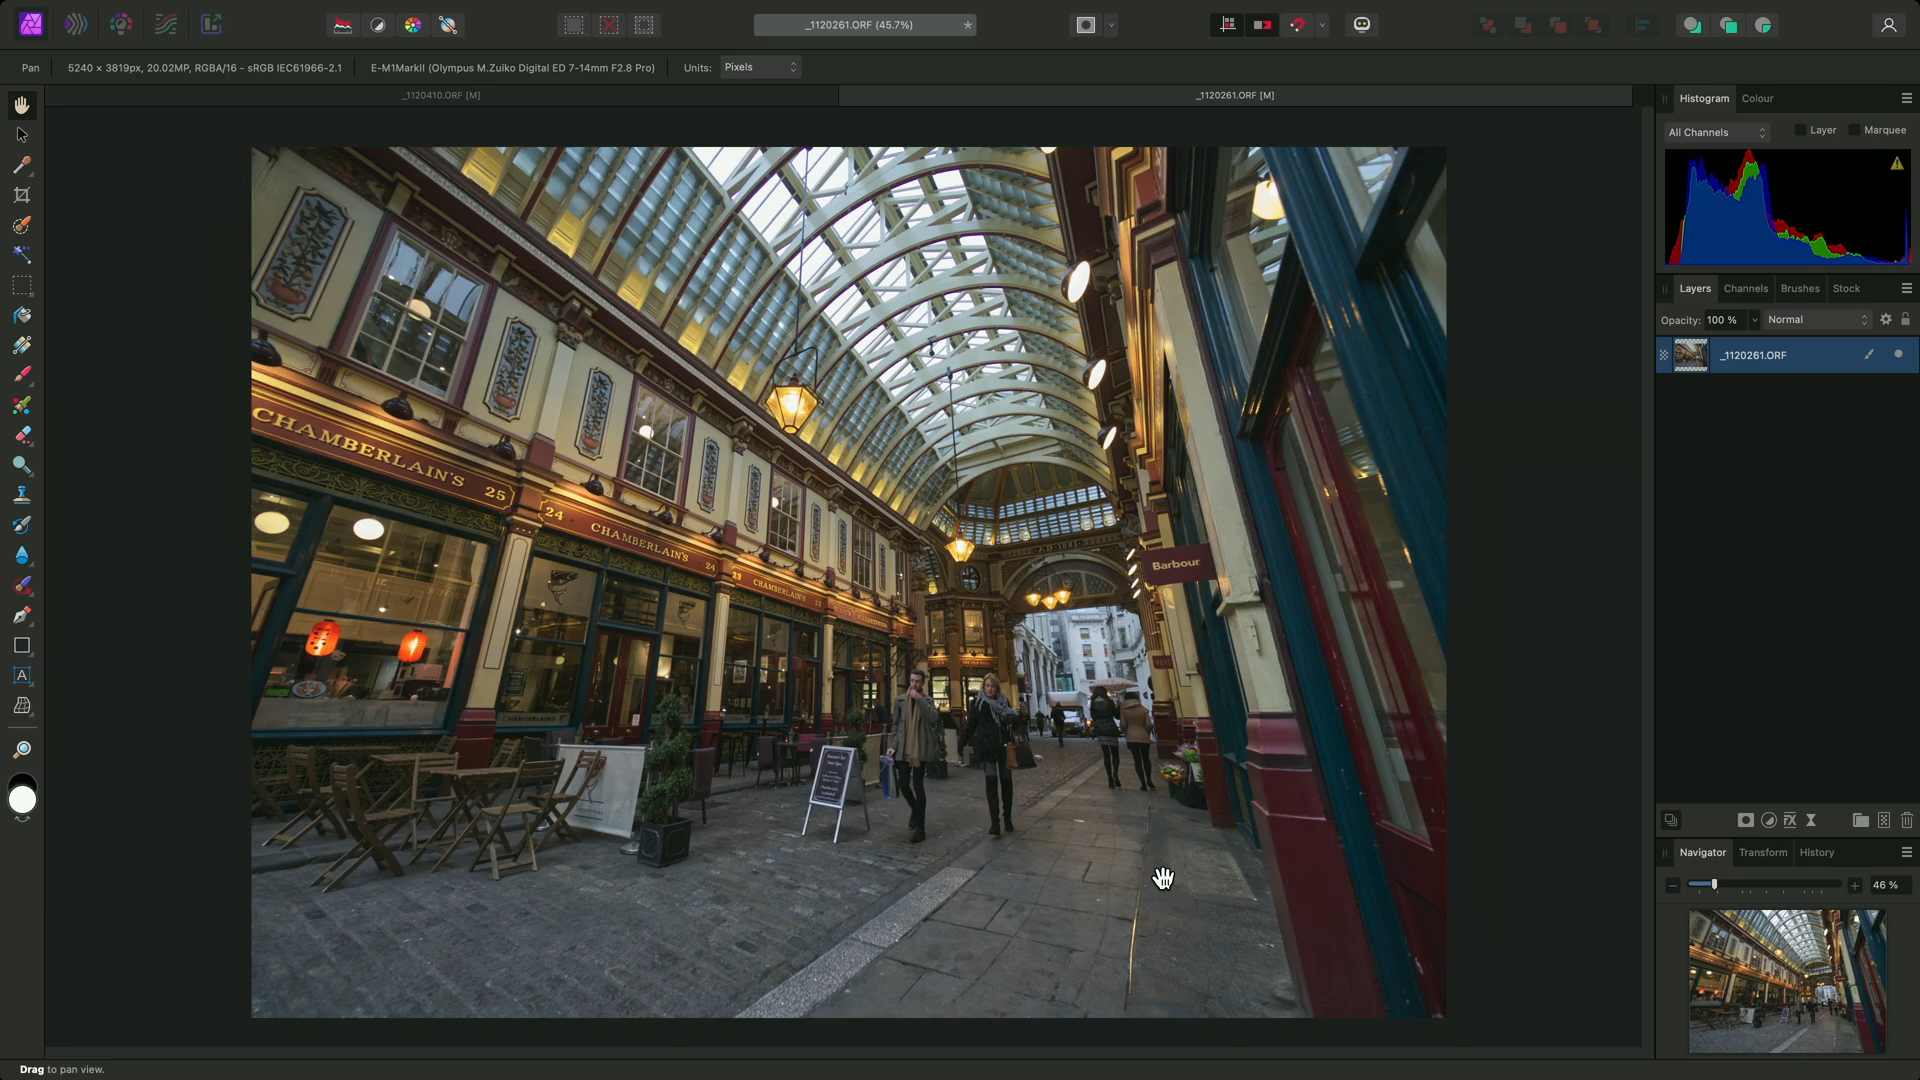 _1120261.ORF (45.7%)
*
Pan
5240 × 3819px, 20.02MP, RGBA/16 - sRGB IEC61966-2.1
E-M1MarkII (Olympus M.Zuiko Digital ED 7-14mm F2.8 Pro)
Units:
Pixels
_1120410.ORF [M]
_1120261.ORF [M]
Histogram
Colour
All Channels
Layer
Marquee
Layers
Channels
Brushes
Stock
Opacity: 100 %
Normal
_1120261.ORF
CHAMBERLAIN'S 25
24 CHAMBERLAIN'S 24
23 CHAMBERLAIN'S 23
Barbour
CHAMBERLAIN'S
Navigator
Transform
History
46 %
Drag to pan view.